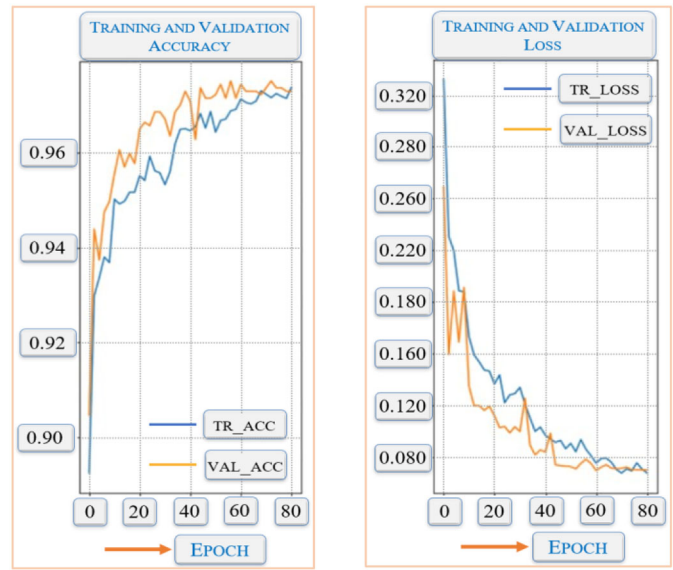 TRAINING AND VALIDATION
ACCURACY
0.96
0.94
0.92
0.90
TR_ACC
VAL_ACC
0 20 40 60 80
EPOCH
TRAINING AND VALIDATION
LOSS
0.320
0.280
0.260
0.220
0.180
0.160
0.120
0.080
TR_LOSS
VAL_LOSS
0 20 40 60 80
EPOCH